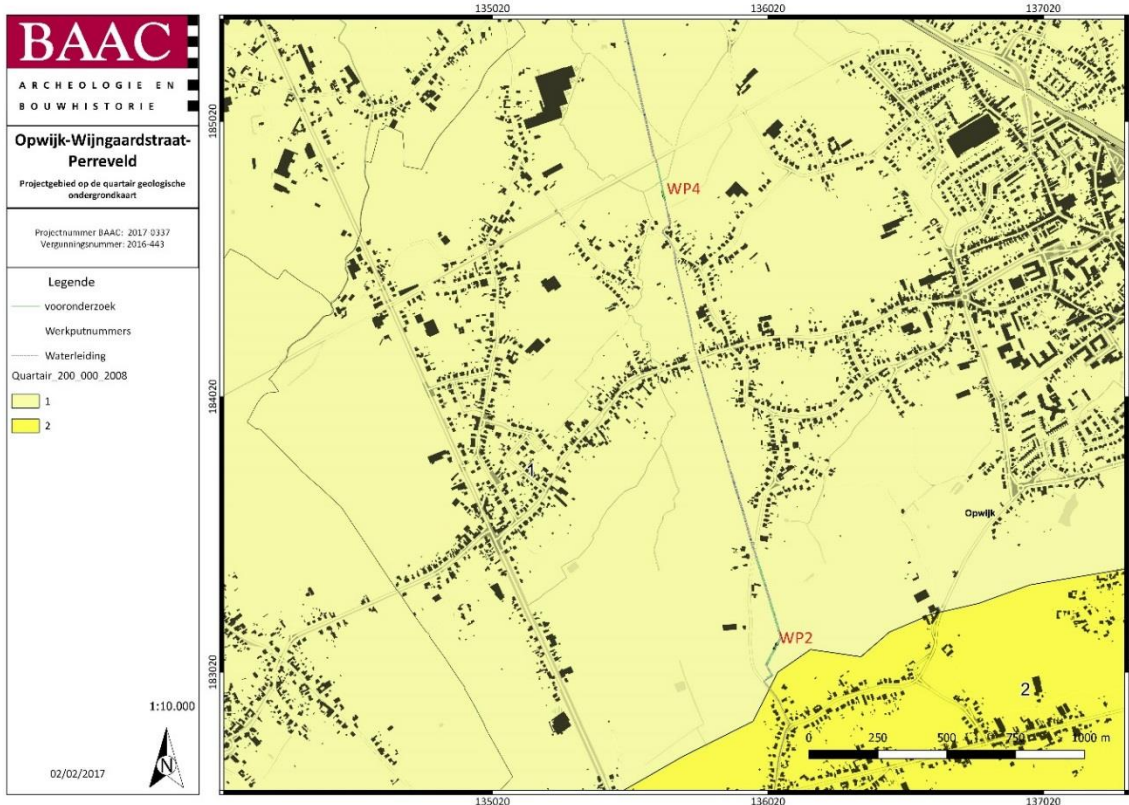 BAAC
ARCHEOLOGIE EN
BOUWHISTORIE
Opwijk-Wijngaardstraat-
Perreveld
Projectgebied op de quartair geologische
ondergrondkaart
Projectnummer BAAC: 2017-0337
Vergunningsnummer: 2016-443
Legende
vooronderzoek
Werkputnummers
Waterleiding
Quartair_200_000_2008
1
2
1:10.000
N
02/02/2017
135020
136020
137020
185020
184020
183020
WP4
1
Opwijk
WP2
2
0 250 500 750 1000 m
135020
136020
137020